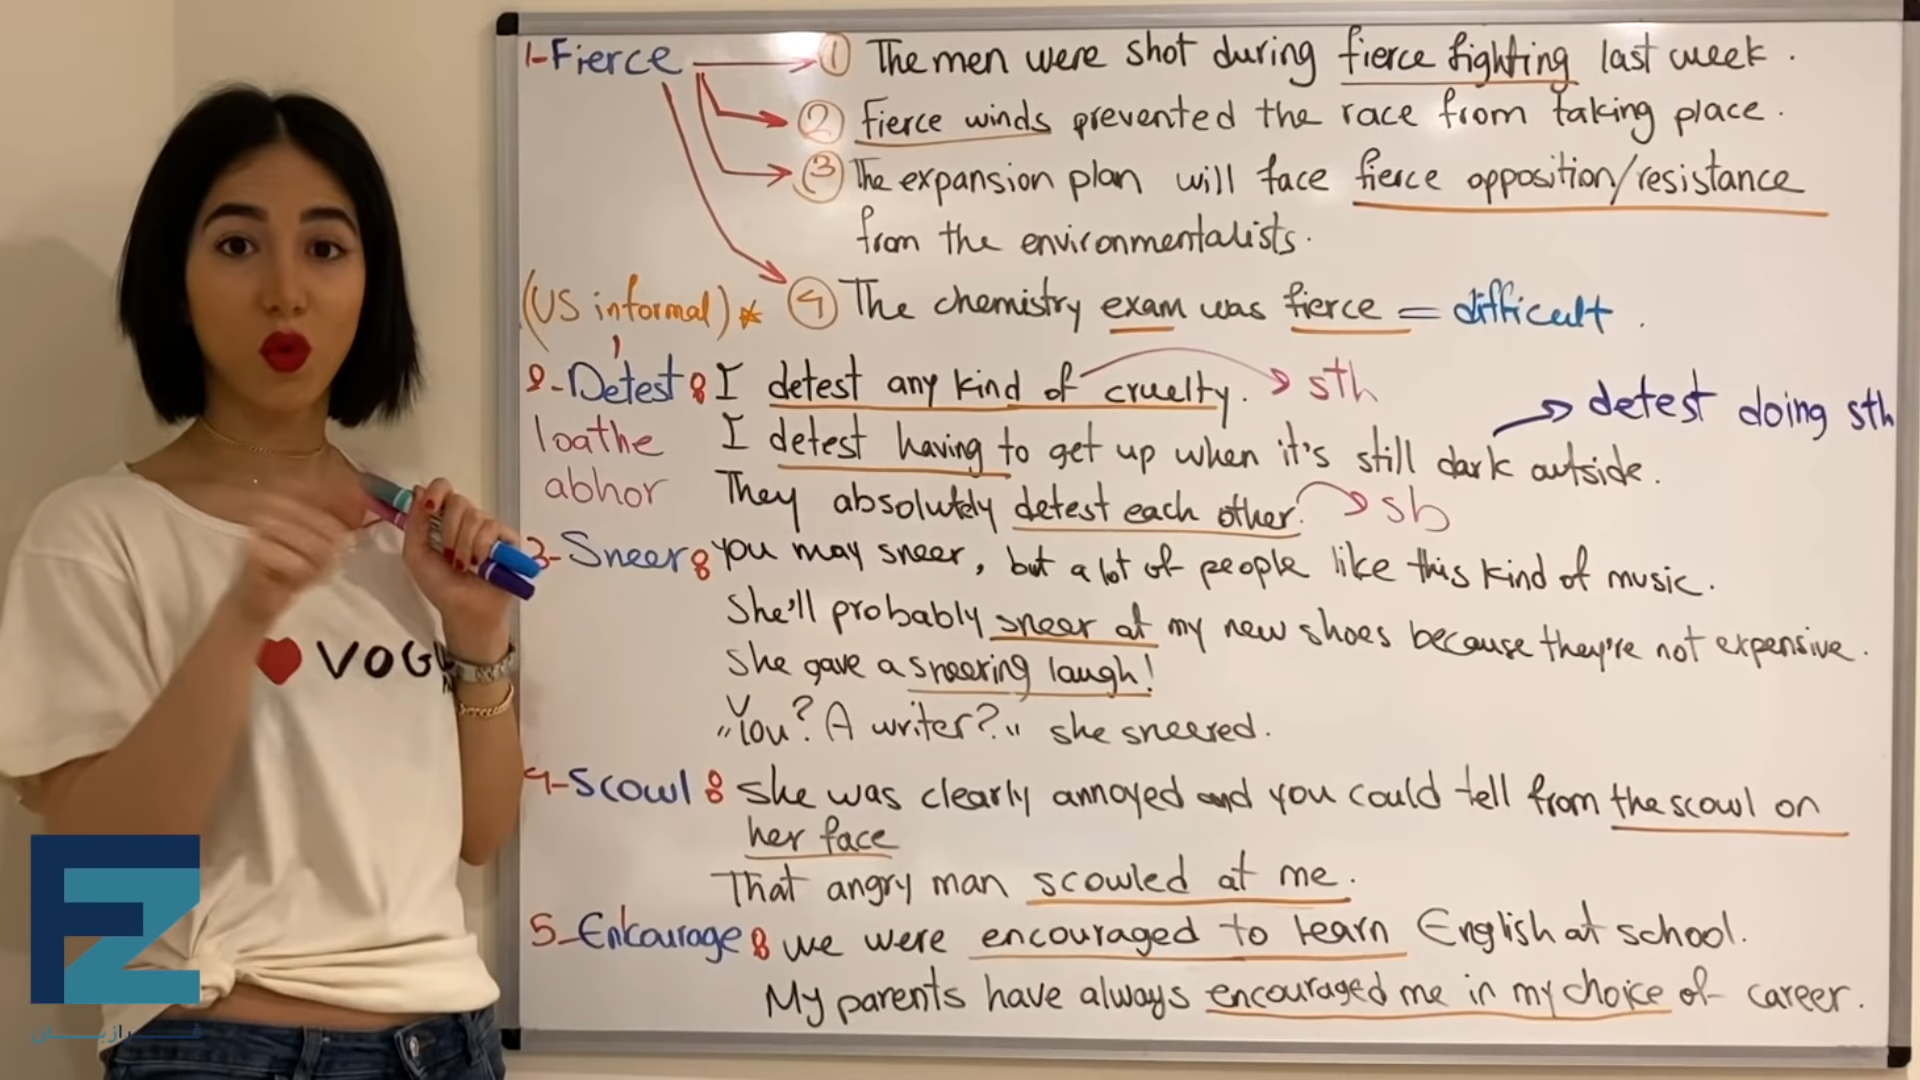 1-Fierce → ① The men were shot during fierce fighting last week.
② Fierce winds prevented the race from taking place.
③ The expansion plan will face fierce opposition/resistance
from the environmentalists.
(US informal) * ④ The chemistry exam was fierce = difficult.
2-Detest: I detest any kind of cruelty. → sth
→ detest doing sth
loathe I detest having to get up when it's still dark outside.
abhor They absolutely detest each other. → sb
3-Sneer: you may sneer, but a lot of people like this kind of music.
She'll probably sneer at my new shoes because they're not expensive.
She gave a sneering laugh!
"You? A writer?" she sneered.
4-Scowl: She was clearly annoyed and you could tell from the scowl on
her face
That angry man scowled at me.
5-Encourage: we were encouraged to learn English at school.
My parents have always encouraged me in my choice of career.
VOGU
FZ